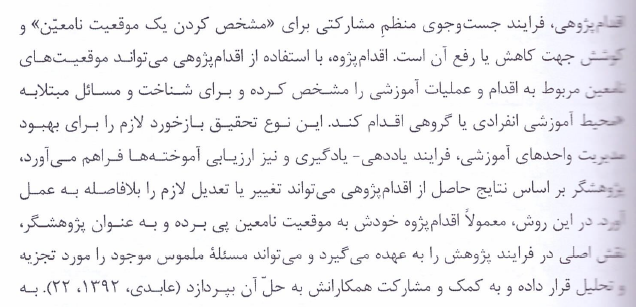 اقدام‌پژوهی، فرایند جست‌وجوی منظمِ مشارکتی برای «مشخص کردن یک موقعیت نامعیّن» و
کوشش جهت کاهش یا رفع آن است. اقدام‌پژوه، با استفاده از اقدام‌پژوهی می‌تواند موقعیت‌های
نامعین مربوط به اقدام و عملیات آموزشی را مشخص کرده و برای شناخت و مسائل مبتلابه
محیط آموزشی انفرادی یا گروهی اقدام کند. این نوع تحقیق بازخورد لازم را برای بهبود
مدیریت واحدهای آموزشی، فرایند یاددهی- یادگیری و نیز ارزیابی آموخته‌ها فراهم می‌آورد،
پژوهشگر بر اساس نتایج حاصل از اقدام‌پژوهی می‌تواند تغییر یا تعدیل لازم را بلافاصله به عمل
آورد. در این روش، معمولاً اقدام‌پژوه خودش به موقعیت نامعین پی برده و به عنوان پژوهشگر،
نقش اصلی در فرایند پژوهش را به عهده می‌گیرد و می‌تواند مسئلهٔ ملموس موجود را مورد تجزیه
و تحلیل قرار داده و به کمک و مشارکت همکارانش به حلّ آن بپردازد (عابدی، ۱۳۹۲، ۲۲). به